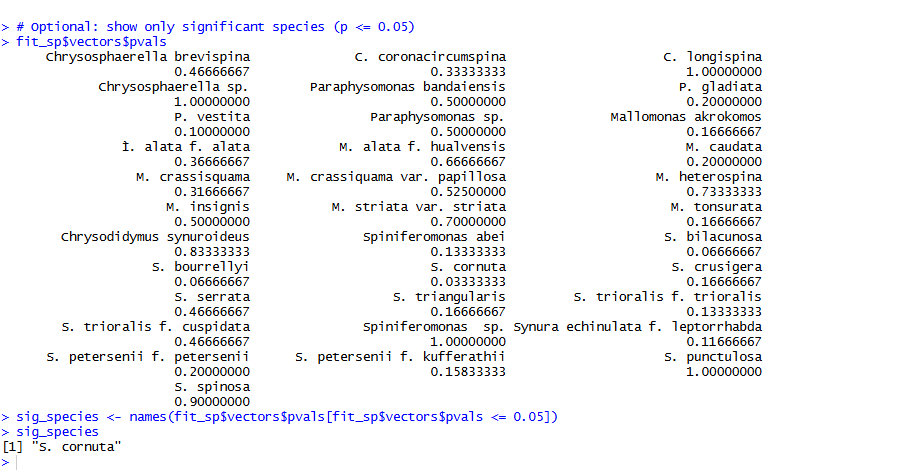 > # Optional: show only significant species (p <= 0.05)
> fit_sp$vectors$pvals
Chrysosphaerella brevispina C. coronacircumspina C. longispina
0.46666667 0.33333333 1.00000000
Chrysosphaerella sp. Paraphysomonas bandaiensis P. gladiata
1.00000000 0.50000000 0.20000000
P. vestita Paraphysomonas sp. Mallomonas akrokomos
0.10000000 0.50000000 0.16666667
Ì. alata f. alata M. alata f. hualvensis M. caudata
0.36666667 0.66666667 0.20000000
M. crassisquama M. crassiquama var. papillosa M. heterospina
0.31666667 0.52500000 0.73333333
M. insignis M. striata var. striata M. tonsurata
0.50000000 0.70000000 0.16666667
Chrysodidymus synuroideus Spiniferomonas abei S. bilacunosa
0.83333333 0.13333333 0.06666667
S. bourrellyi S. cornuta S. crusigera
0.06666667 0.03333333 0.16666667
S. serrata S. triangularis S. trioralis f. trioralis
0.46666667 0.16666667 0.13333333
S. trioralis f. cuspidata Spiniferomonas  sp. Synura echinulata f. leptorrhabda
0.46666667 1.00000000 0.11666667
S. petersenii f. petersenii S. petersenii f. kufferathii S. punctulosa
0.20000000 0.15833333 1.00000000
S. spinosa
0.90000000
> sig_species <- names(fit_sp$vectors$pvals[fit_sp$vectors$pvals <= 0.05])
> sig_species
[1] "S. cornuta"
>